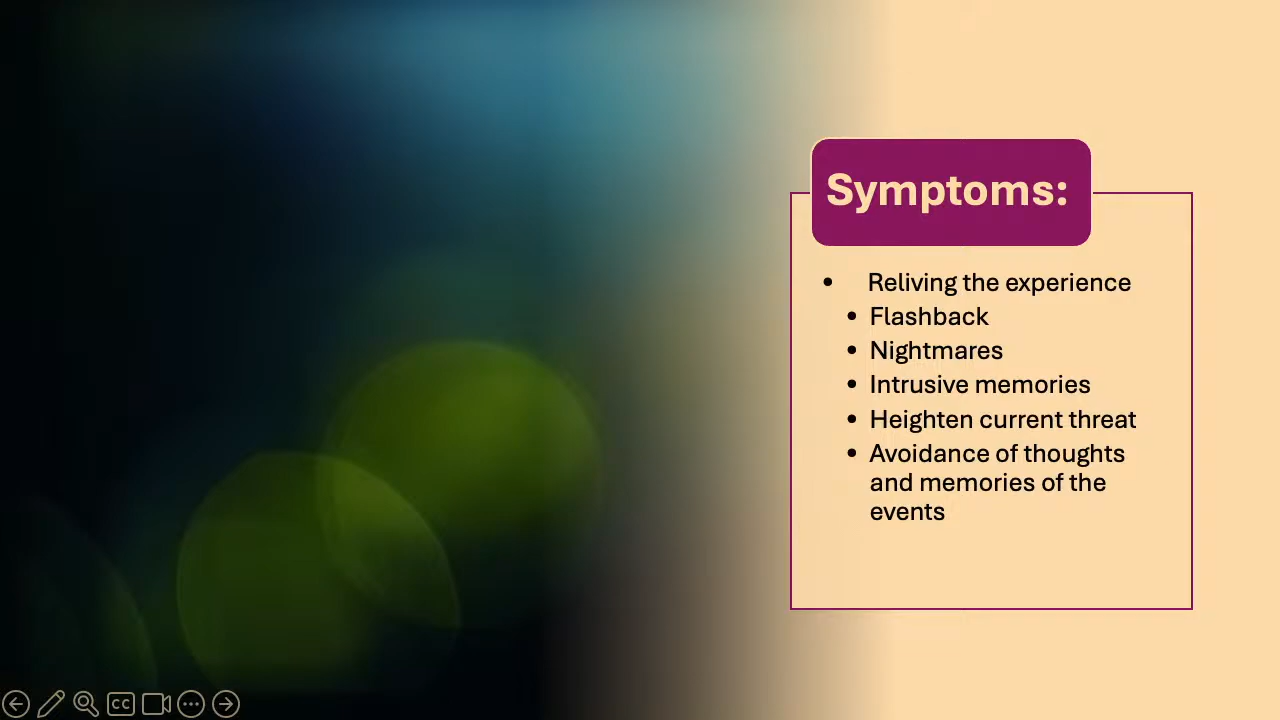 Symptoms:
• Reliving the experience
• Flashback
• Nightmares
• Intrusive memories
• Heighten current threat
• Avoidance of thoughts
and memories of the
events
CC